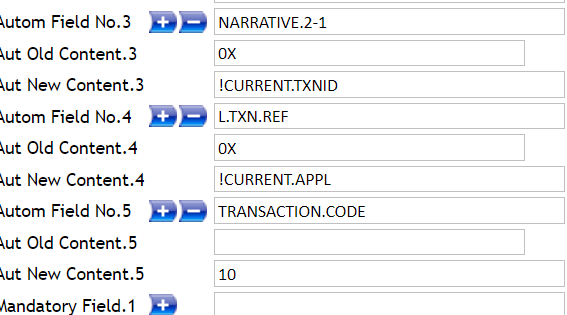 Autom Field No.3 NARRATIVE.2-1
Aut Old Content.3 0X
Aut New Content.3 !CURRENT.TXNID
Autom Field No.4 L.TXN.REF
Aut Old Content.4 0X
Aut New Content.4 !CURRENT.APPL
Autom Field No.5 TRANSACTION.CODE
Aut Old Content.5
Aut New Content.5 10
Mandatory Field.1